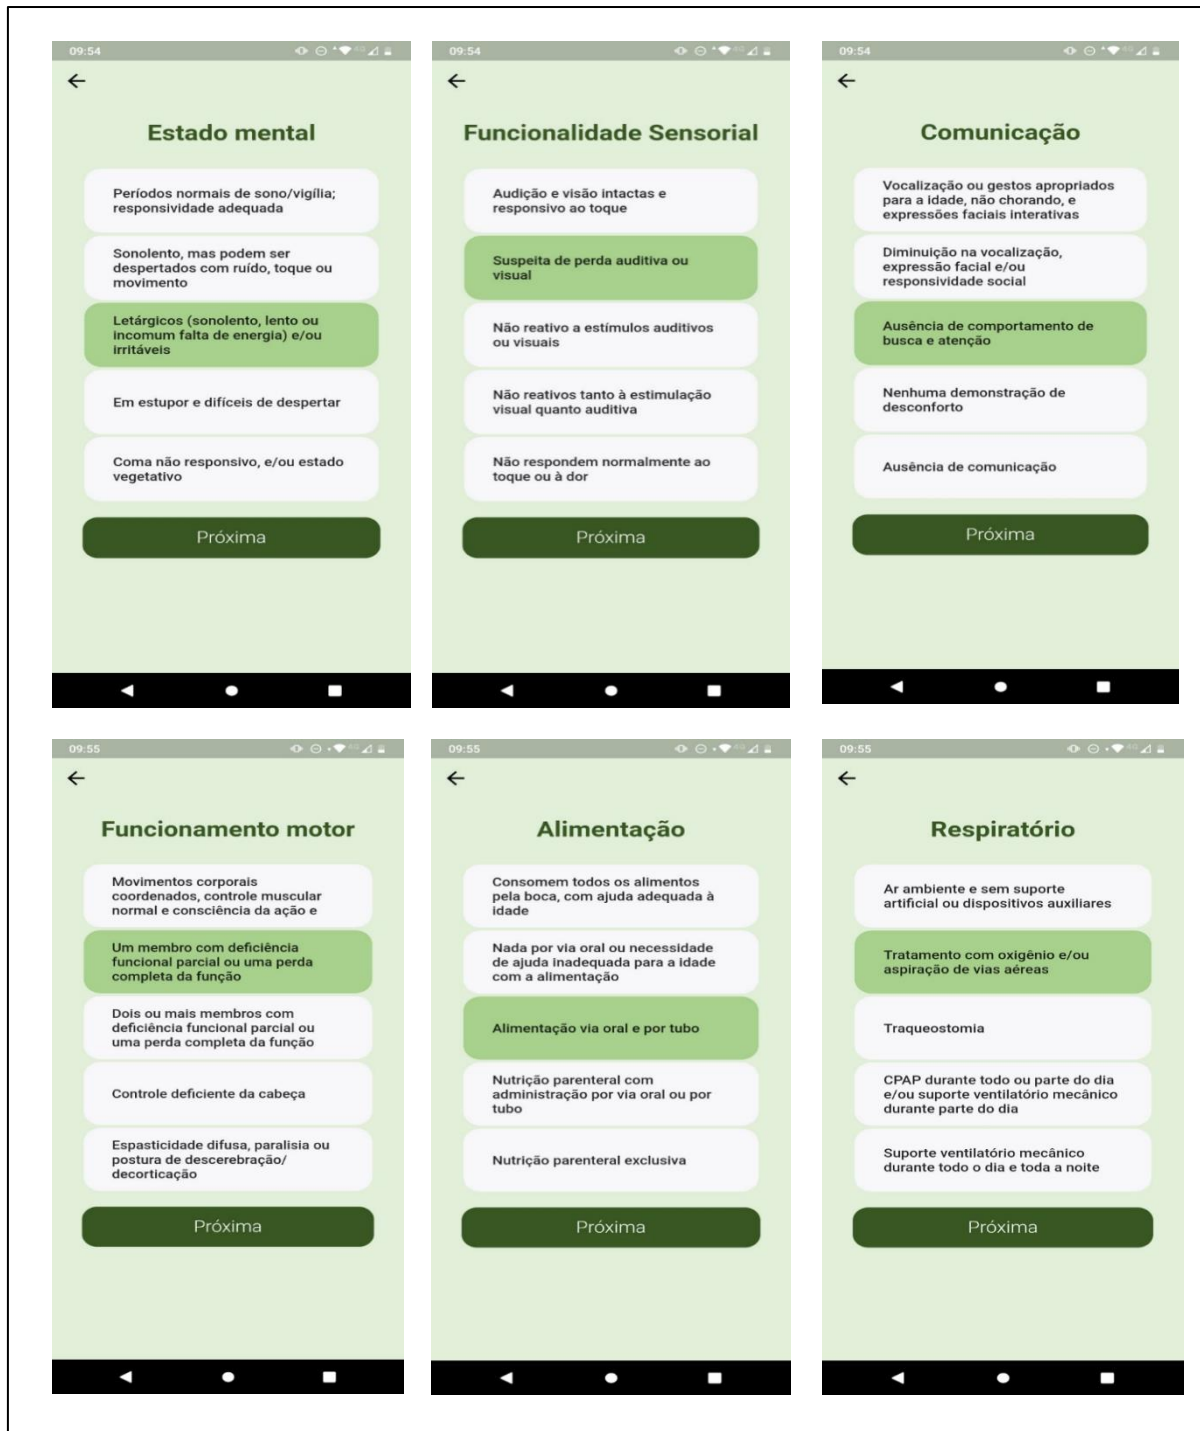 09:54
Estado mental
Períodos normais de sono/vigília;
responsividade adequada
Sonolento, mas podem ser
despertados com ruído, toque ou
movimento
Letárgicos (sonolento, lento ou
incomum falta de energia) e/ou
irritáveis
Em estupor e difíceis de despertar
Coma não responsivo, e/ou estado
vegetativo
Próxima
09:54
Funcionalidade Sensorial
Audição e visão intactas e
responsivo ao toque
Suspeita de perda auditiva ou
visual
Não reativo a estímulos auditivos
ou visuais
Não reativos tanto à estimulação
visual quanto auditiva
Não respondem normalmente ao
toque ou à dor
Próxima
09:54
Comunicação
Vocalização ou gestos apropriados
para a idade, não chorando, e
expressões faciais interativas
Diminuição na vocalização,
expressão facial e/ou
responsividade social
Ausência de comportamento de
busca e atenção
Nenhuma demonstração de
desconforto
Ausência de comunicação
Próxima
09:55
Funcionamento motor
Movimentos corporais
coordenados, controle muscular
normal e consciência da ação e
Um membro com deficiência
funcional parcial ou uma perda
completa da função
Dois ou mais membros com
deficiência funcional parcial ou
uma perda completa da função
Controle deficiente da cabeça
Espasticidade difusa, paralisia ou
postura de descerebração/
decorticação
Próxima
09:55
Alimentação
Consomem todos os alimentos
pela boca, com ajuda adequada à
idade
Nada por via oral ou necessidade
de ajuda inadequada para a idade
com a alimentação
Alimentação via oral e por tubo
Nutrição parenteral com
administração por via oral ou por
tubo
Nutrição parenteral exclusiva
Próxima
09:55
Respiratório
Ar ambiente e sem suporte
artificial ou dispositivos auxiliares
Tratamento com oxigênio e/ou
aspiração de vias aéreas
Traqueostomia
CPAP durante todo ou parte do dia
e/ou suporte ventilatório mecânico
durante parte do dia
Suporte ventilatório mecânico
durante todo o dia e toda a noite
Próxima